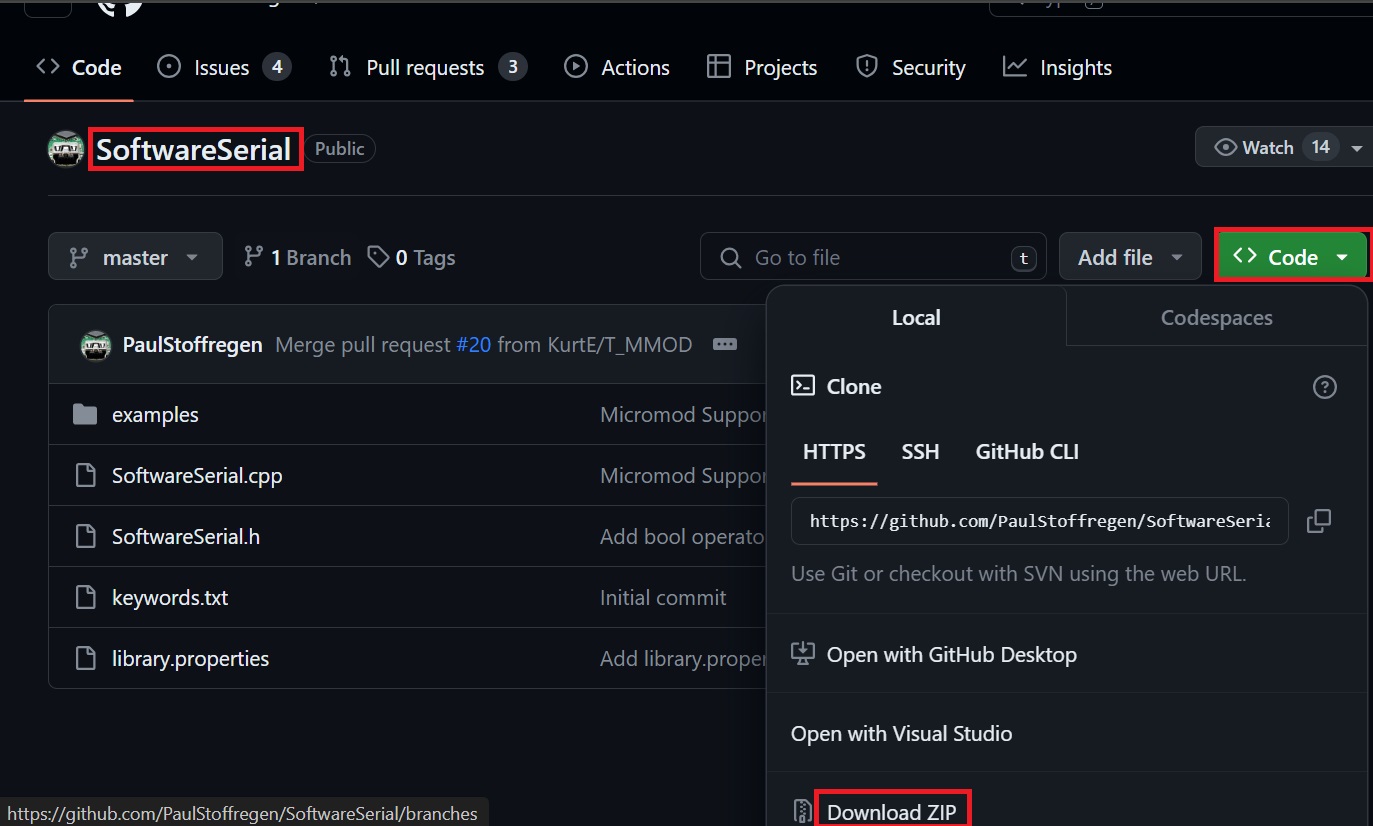 Code Issues 4 Pull requests 3 Actions Projects Security Insights
SoftwareSerial Public Watch 14
master 1 Branch 0 Tags Go to file t Add file Code
Local Codespaces
PaulStoffregen Merge pull request #20 from KurtE/T_MMOD
Clone
examples Micromod Suppor
HTTPS SSH GitHub CLI
SoftwareSerial.cpp Micromod Suppor
https://github.com/PaulStoffregen/SoftwareSeria
SoftwareSerial.h Add bool operato
Use Git or checkout with SVN using the web URL.
keywords.txt Initial commit
library.properties Add library.proper
Open with GitHub Desktop
Open with Visual Studio
Download ZIP
https://github.com/PaulStoffregen/SoftwareSerial/branches